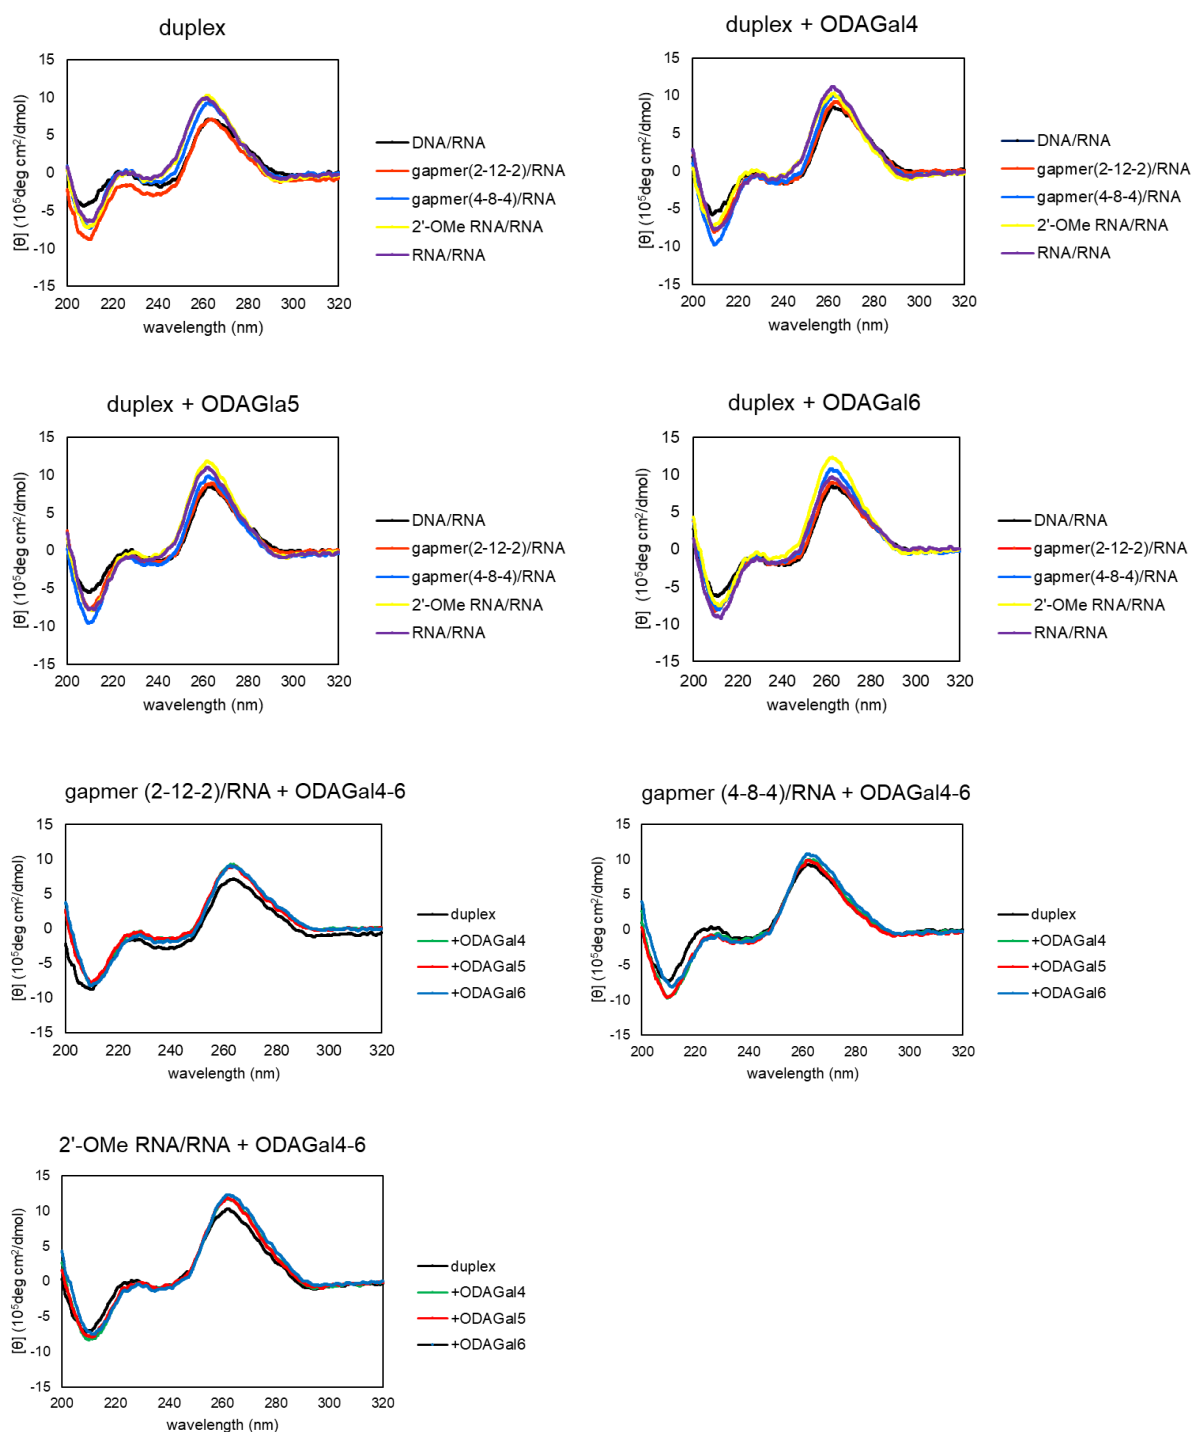 duplex
15
10
5
0
-5
-10
-15
[θ] (10⁵deg cm²/dmol)
200 220 240 260 280 300 320
wavelength (nm)
DNA/RNA
gapmer(2-12-2)/RNA
gapmer(4-8-4)/RNA
2'-OMe RNA/RNA
RNA/RNA
duplex + ODAGal4
15
10
5
0
-5
-10
-15
[θ] (10⁵deg cm²/dmol)
200 220 240 260 280 300 320
wavelength (nm)
DNA/RNA
gapmer(2-12-2)/RNA
gapmer(4-8-4)/RNA
2'-OMe RNA/RNA
RNA/RNA
duplex + ODAGla5
15
10
5
0
-5
-10
-15
[θ] (10⁵deg cm²/dmol)
200 220 240 260 280 300 320
wavelength (nm)
DNA/RNA
gapmer(2-12-2)/RNA
gapmer(4-8-4)/RNA
2'-OMe RNA/RNA
RNA/RNA
duplex + ODAGal6
15
10
5
0
-5
-10
-15
[θ] (10⁵deg cm²/dmol)
200 220 240 260 280 300 320
wavelength (nm)
DNA/RNA
gapmer(2-12-2)/RNA
gapmer(4-8-4)/RNA
2'-OMe RNA/RNA
RNA/RNA
gapmer (2-12-2)/RNA + ODAGal4-6
15
10
5
0
-5
-10
-15
[θ] (10⁵deg cm²/dmol)
200 220 240 260 280 300 320
wavelength (nm)
duplex
+ODAGal4
+ODAGal5
+ODAGal6
gapmer (4-8-4)/RNA + ODAGal4-6
15
10
5
0
-5
-10
-15
[θ] (10⁵deg cm²/dmol)
200 220 240 260 280 300 320
wavelength (nm)
duplex
+ODAGal4
+ODAGal5
+ODAGal6
2'-OMe RNA/RNA + ODAGal4-6
15
10
5
0
-5
-10
-15
[θ] (10⁵deg cm²/dmol)
200 220 240 260 280 300 320
wavelength (nm)
duplex
+ODAGal4
+ODAGal5
+ODAGal6